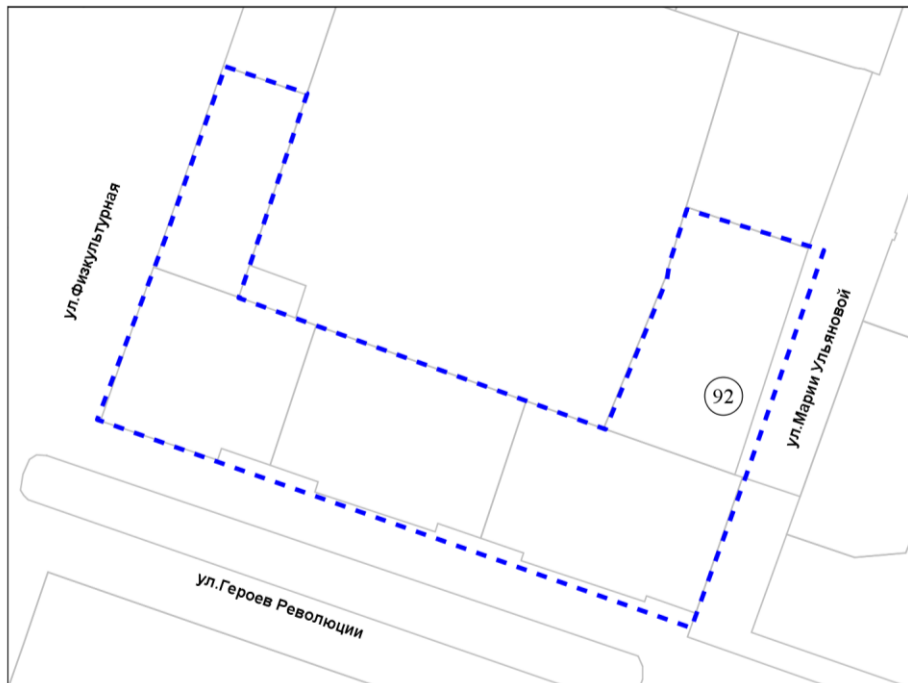 ул.Физкультурная
92
ул.Марии Ульяновой
ул.Героев Революции